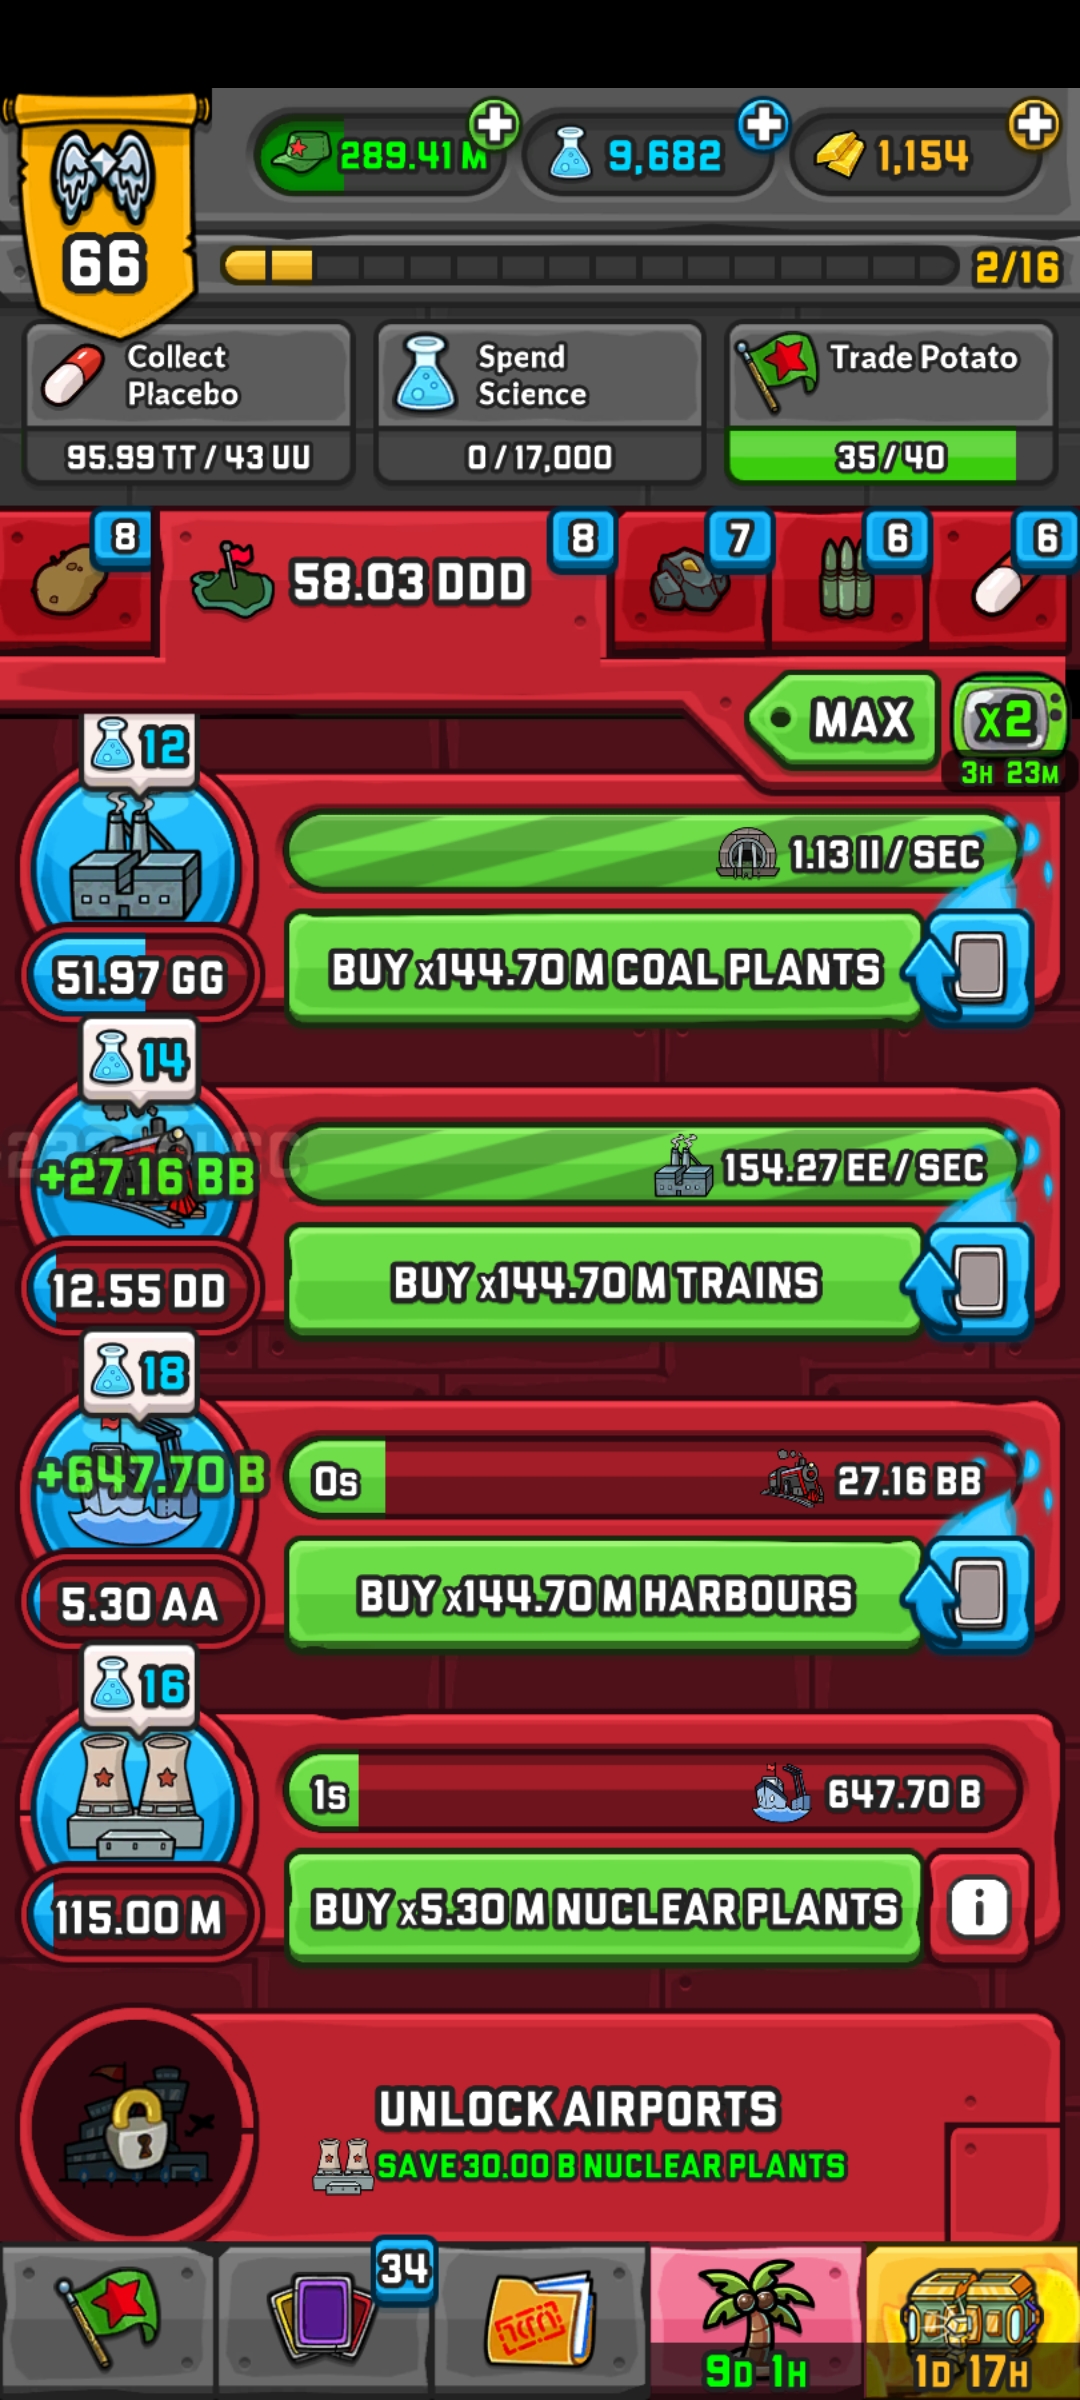 289.41 M
9,682
1,154
66
2/16
Collect
Placebo
Spend
Science
Trade Potato
95.99 TT / 43 UU
0 / 17,000
35 / 40
8
58.03 DDD
8
7
6
6
MAX
x2
3H 23M
12
1.13 II / SEC
51.97 GG
BUY x144.70 M COAL PLANTS
14
+27.16 BB
154.27 EE / SEC
12.55 DD
BUY x144.70 M TRAINS
18
+647.70 B
0s
27.16 BB
5.30 AA
BUY x144.70 M HARBOURS
16
1s
647.70 B
115.00 M
BUY x5.30 M NUCLEAR PLANTS
i
UNLOCK AIRPORTS
SAVE 30.00 B NUCLEAR PLANTS
34
9D 1H
1D 17H